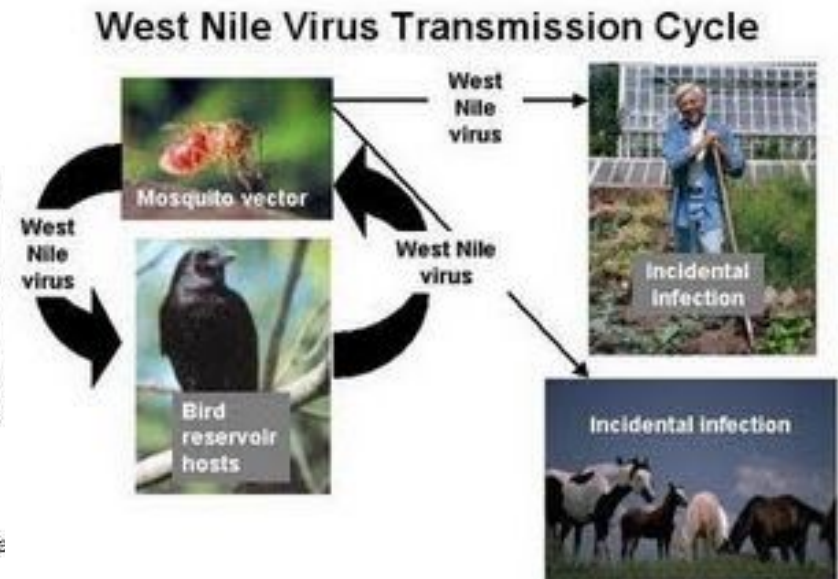 West Nile Virus Transmission Cycle
West
Nile
virus
Mosquito vector
West
Nile
virus
West Nile
virus
Incidental
infection
Bird
reservoir
hosts
Incidental infection